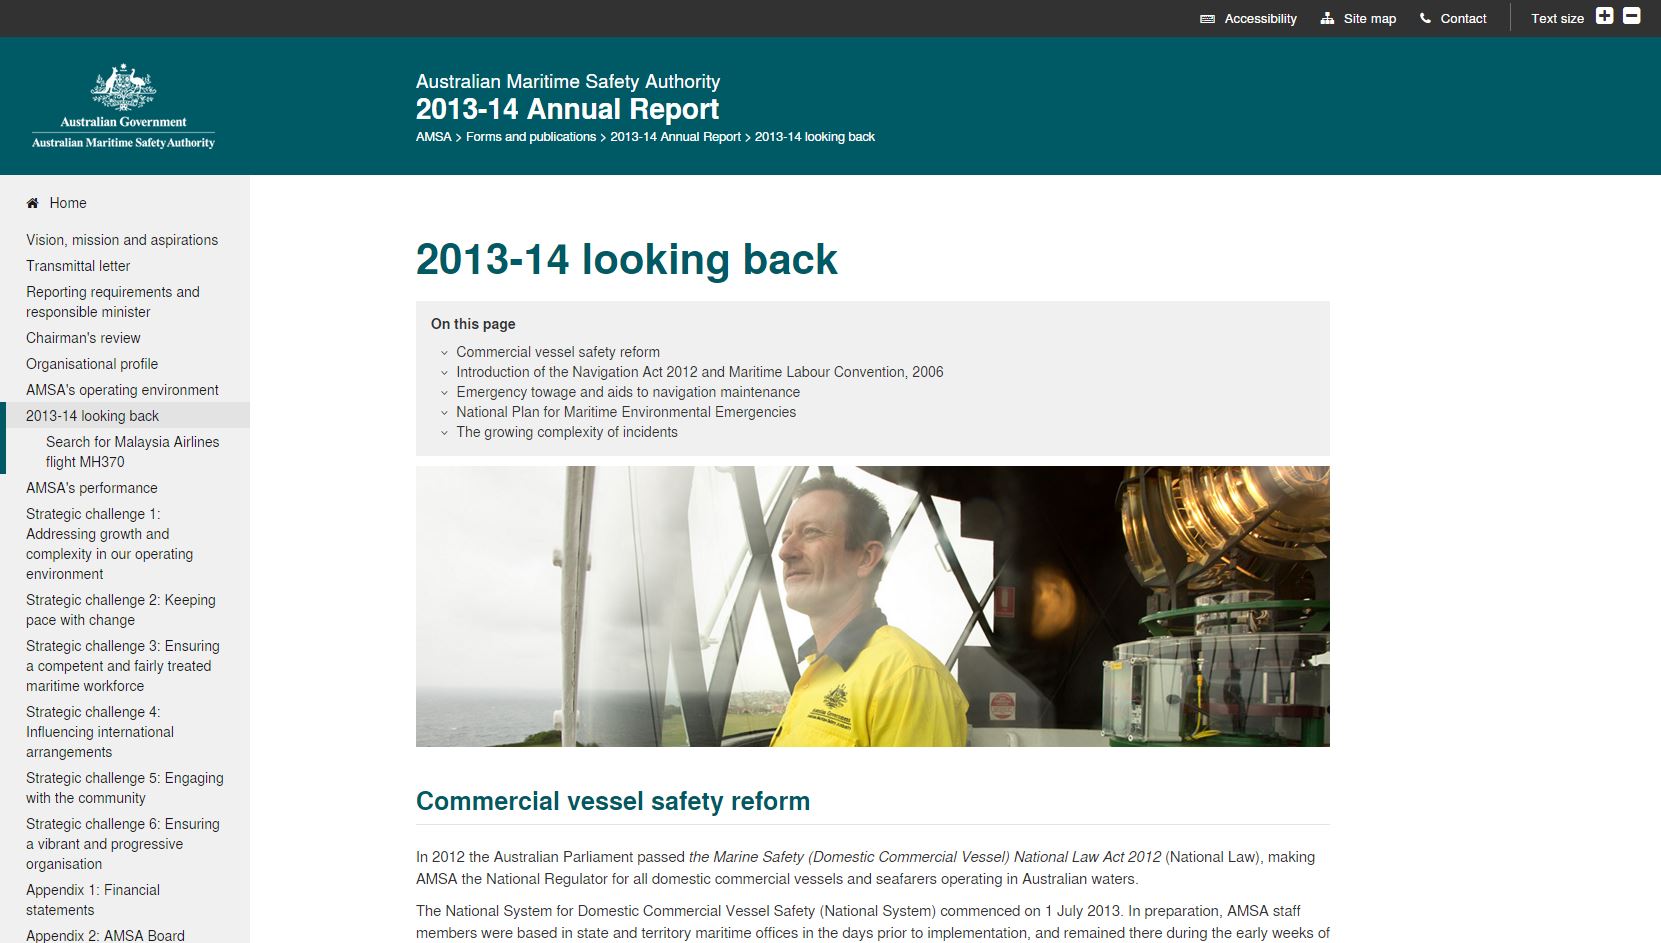 Accessibility
Site map
Contact
Text size
Australian Government
Australian Maritime Safety Authority
Australian Maritime Safety Authority
2013-14 Annual Report
AMSA > Forms and publications > 2013-14 Annual Report > 2013-14 looking back
Home
Vision, mission and aspirations
Transmittal letter
Reporting requirements and
responsible minister
Chairman's review
Organisational profile
AMSA's operating environment
2013-14 looking back
Search for Malaysia Airlines
flight MH370
AMSA's performance
Strategic challenge 1:
Addressing growth and
complexity in our operating
environment
Strategic challenge 2: Keeping
pace with change
Strategic challenge 3: Ensuring
a competent and fairly treated
maritime workforce
Strategic challenge 4:
Influencing international
arrangements
Strategic challenge 5: Engaging
with the community
Strategic challenge 6: Ensuring
a vibrant and progressive
organisation
Appendix 1: Financial
statements
Appendix 2: AMSA Board
2013-14 looking back
On this page
Commercial vessel safety reform
Introduction of the Navigation Act 2012 and Maritime Labour Convention, 2006
Emergency towage and aids to navigation maintenance
National Plan for Maritime Environmental Emergencies
The growing complexity of incidents
Australian Government
Australian Maritime Safety Authority
Commercial vessel safety reform
In 2012 the Australian Parliament passed the Marine Safety (Domestic Commercial Vessel) National Law Act 2012 (National Law), making
AMSA the National Regulator for all domestic commercial vessels and seafarers operating in Australian waters.
The National System for Domestic Commercial Vessel Safety (National System) commenced on 1 July 2013. In preparation, AMSA staff
members were based in state and territory maritime offices in the days prior to implementation, and remained there during the early weeks of